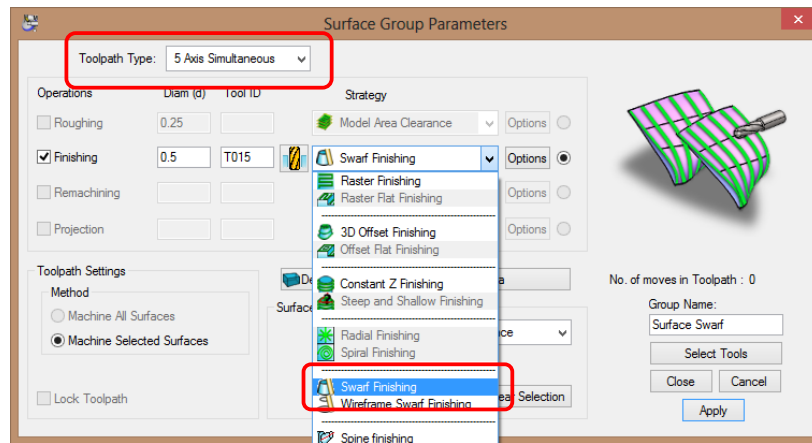 Surface Group Parameters
Toolpath Type: 5 Axis Simultaneous
Operations Diam (d) Tool ID Strategy
Roughing 0.25 Model Area Clearance Options
Finishing 0.5 T015 Swarf Finishing Options
Raster Finishing
Raster Flat Finishing
Remachining Options
3D Offset Finishing
Projection Options
Offset Flat Finishing
Constant Z Finishing
Steep and Shallow Finishing
Radial Finishing
Spiral Finishing
Swarf Finishing
Wireframe Swarf Finishing
Spine finishing
Toolpath Settings
Method
Machine All Surfaces
Machine Selected Surfaces
Lock Toolpath
Selection
No. of moves in Toolpath : 0
Group Name:
Surface Swarf
Select Tools
Close Cancel
Apply